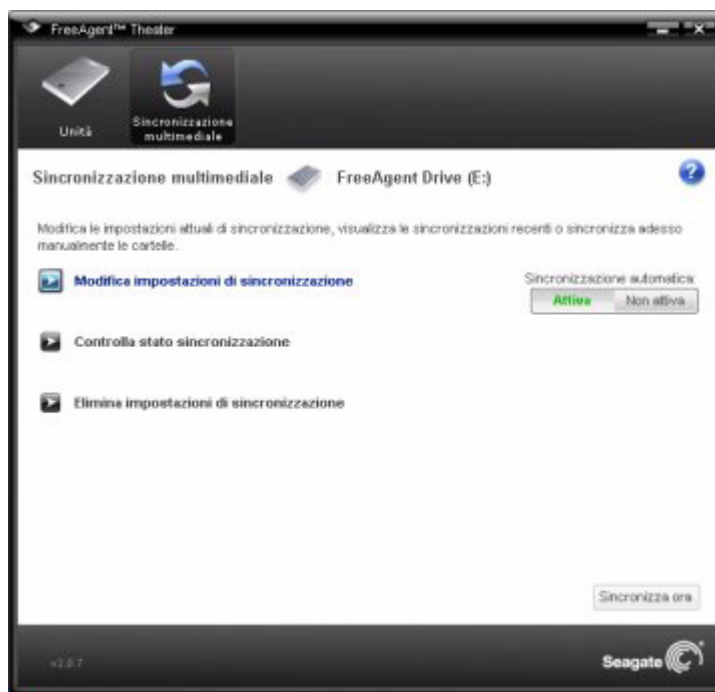 FreeAgent™ Theater
Unità
Sincronizzazione
multimediale
Sincronizzazione multimediale FreeAgent Drive (E:)
?
Modifica le impostazioni attuali di sincronizzazione, visualizza le sincronizzazioni recenti o sincronizza adesso
manualmente le cartelle.
Modifica impostazioni di sincronizzazione
Sincronizzazione automatica:
Attiva Non attiva
Controlla stato sincronizzazione
Elimina impostazioni di sincronizzazione
Sincronizza ora
Seagate